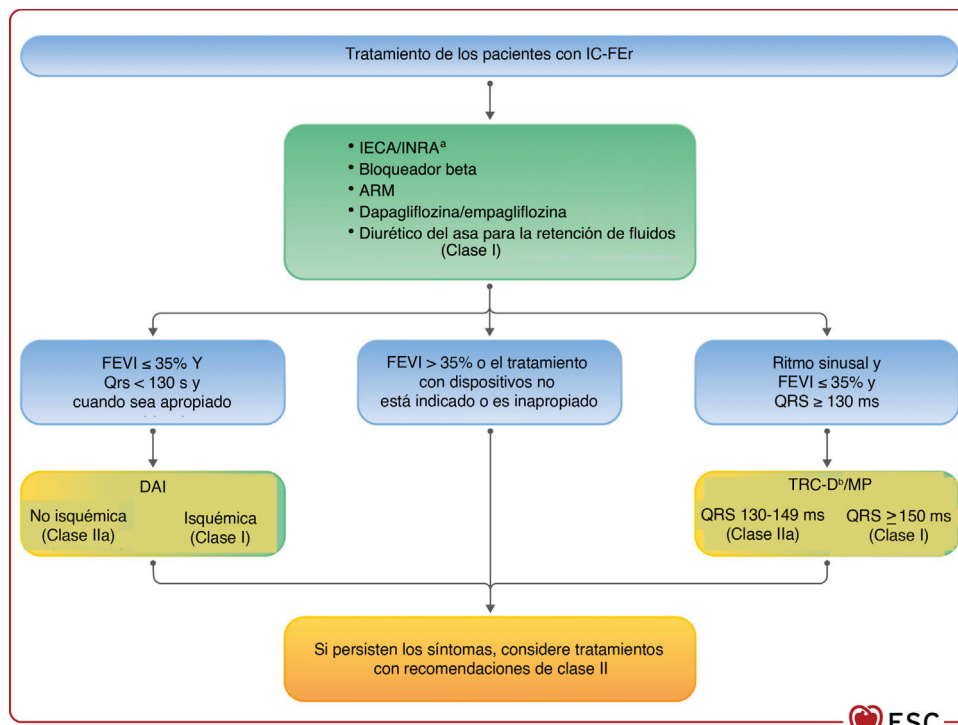 Tratamiento de los pacientes con IC-FEr
• IECA/INRAᵃ
• Bloqueador beta
• ARM
• Dapagliflozina/empagliflozina
• Diurético del asa para la retención de fluidos
(Clase I)
FEVI ≤ 35% Y
Qrs < 130 s y
cuando sea apropiado
FEVI > 35% o el tratamiento
con dispositivos no
está indicado o es inapropiado
Ritmo sinusal y
FEVI ≤ 35% y
QRS ≥ 130 ms
DAI
No isquémica
(Clase IIa)
Isquémica
(Clase I)
TRC-Dᵇ/MP
QRS 130-149 ms
(Clase IIa)
QRS ≥ 150 ms
(Clase I)
Si persisten los síntomas, considere tratamientos
con recomendaciones de clase II
ESC